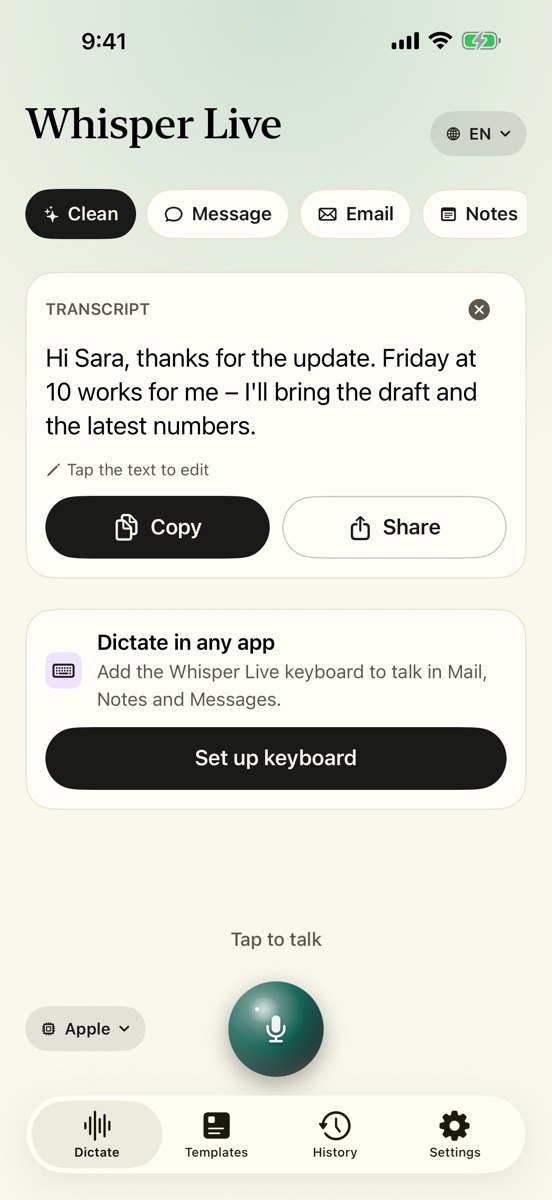 9:41
Whisper Live
EN
Clean
Message
Email
Notes
TRANSCRIPT
Hi Sara, thanks for the update. Friday at
10 works for me – I'll bring the draft and
the latest numbers.
Tap the text to edit
Copy
Share
Dictate in any app
Add the Whisper Live keyboard to talk in Mail,
Notes and Messages.
Set up keyboard
Tap to talk
Apple
Dictate
Templates
History
Settings